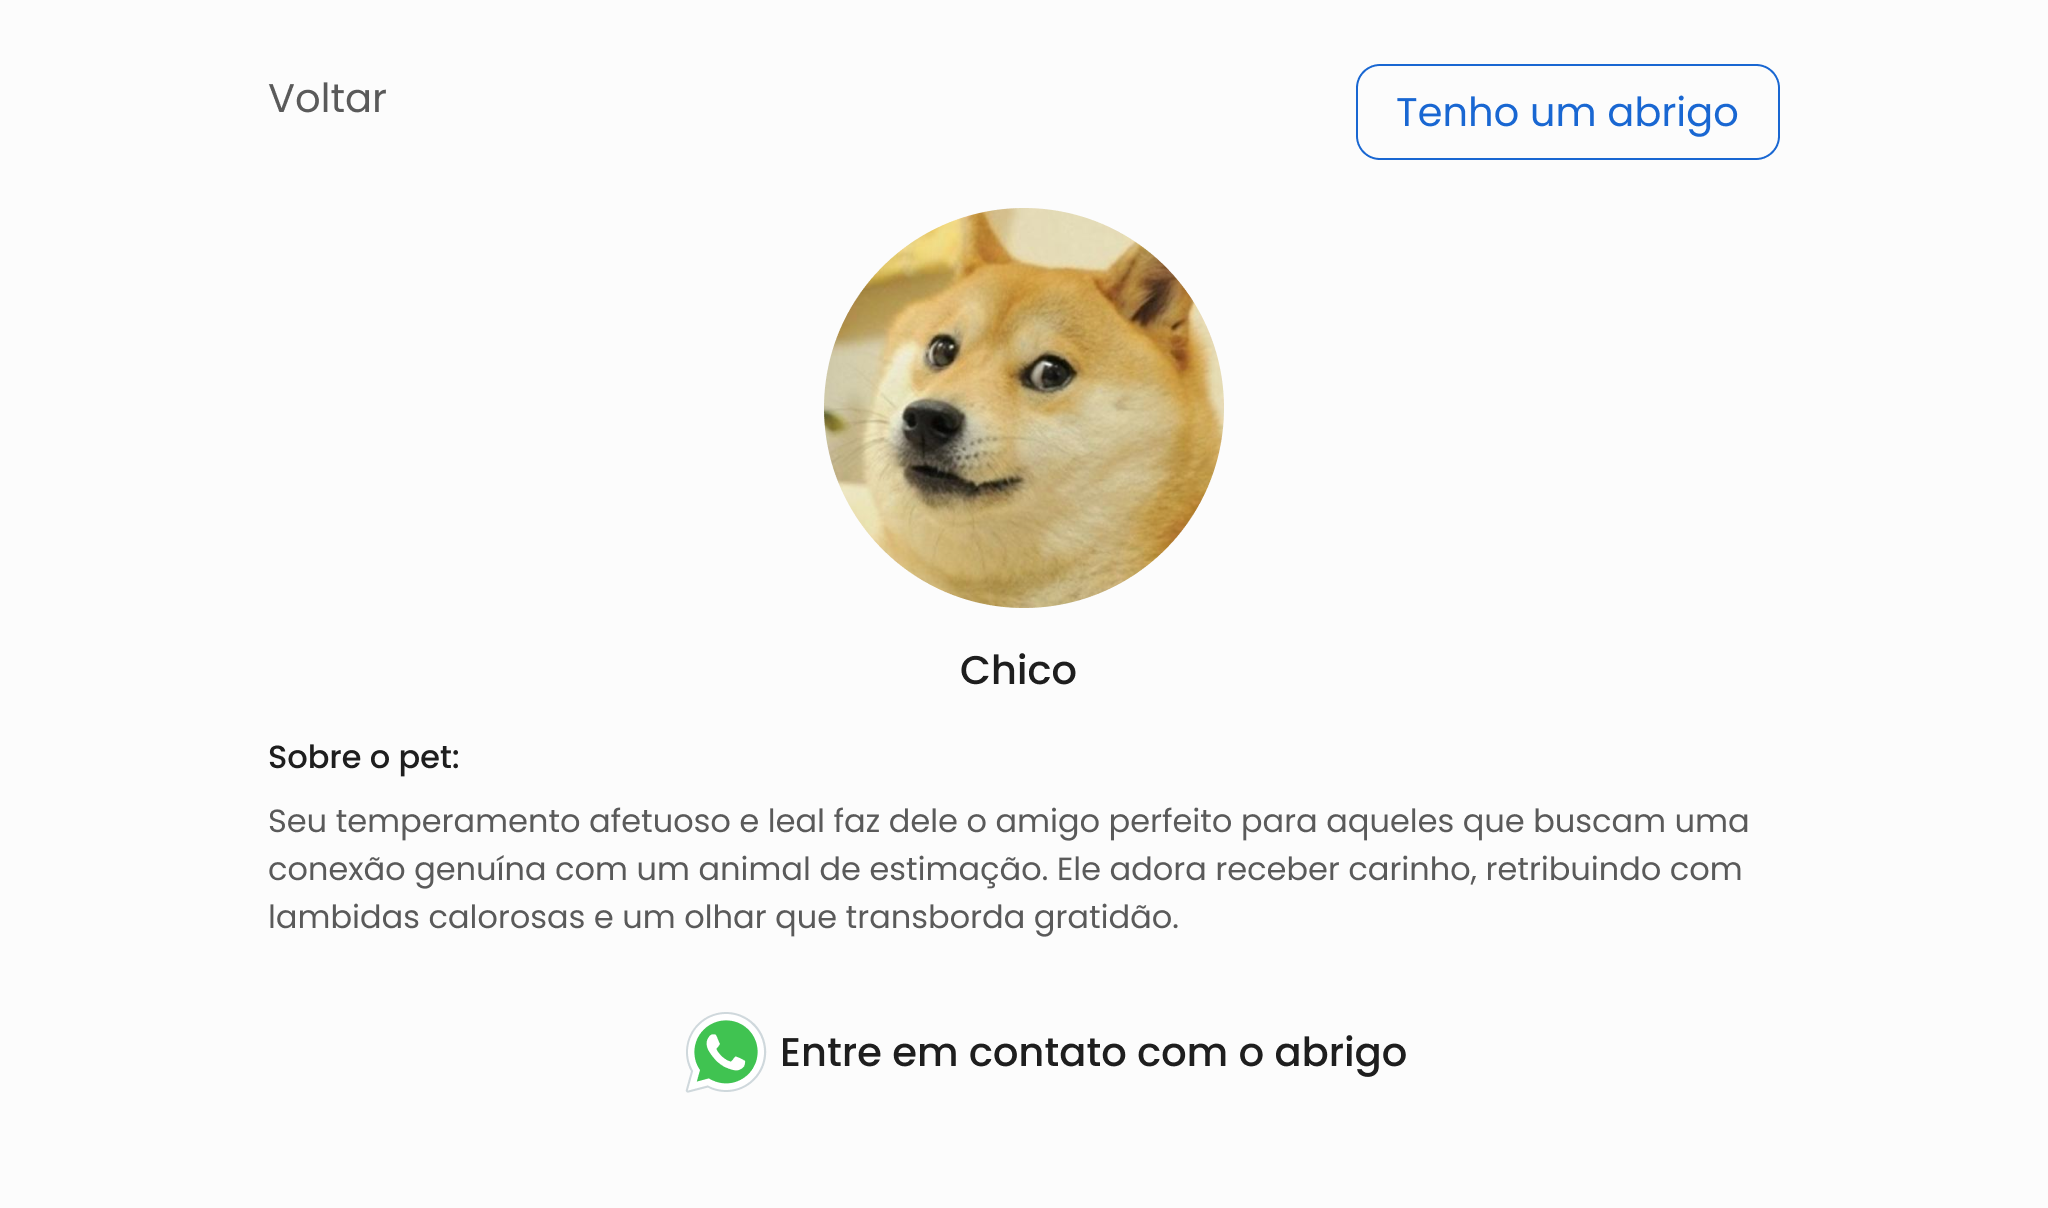 Voltar
Tenho um abrigo
Chico
Sobre o pet:
Seu temperamento afetuoso e leal faz dele o amigo perfeito para aqueles que buscam uma
conexão genuína com um animal de estimação. Ele adora receber carinho, retribuindo com
lambidas calorosas e um olhar que transborda gratidão.
Entre em contato com o abrigo